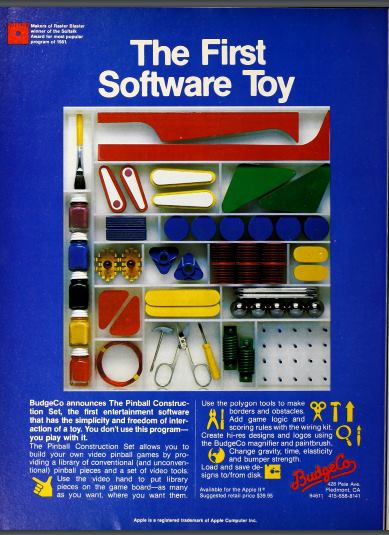 Makers of Raster Blaster
winner of the Softalk
Award for most popular
program of 1981.
The First
Software Toy
BudgeCo announces The Pinball Construc-
tion Set, the first entertainment software
that has the simplicity and freedom of inter-
action of a toy. You don't use this program—
you play with it.
The Pinball Construction Set allows you to
build your own video pinball games by pro-
viding a library of conventional (and unconven-
tional) pinball pieces and a set of video tools.
Use the video hand to put library
pieces on the game board—as many
as you want, where you want them.
Use the polygon tools to make
borders and obstacles.
Add game logic and
scoring rules with the wiring kit.
Create hi-res designs and logos using
the BudgeCo magnifier and paintbrush.
Change gravity, time, elasticity
and bumper strength.
Load and save de-
signs to/from disk.
Available for the Apple II®
Suggested retail price $39.95
BudgeCo
428 Pala Ave.
Piedmont, CA
94611 415-658-8141
Apple is a registered trademark of Apple Computer Inc.